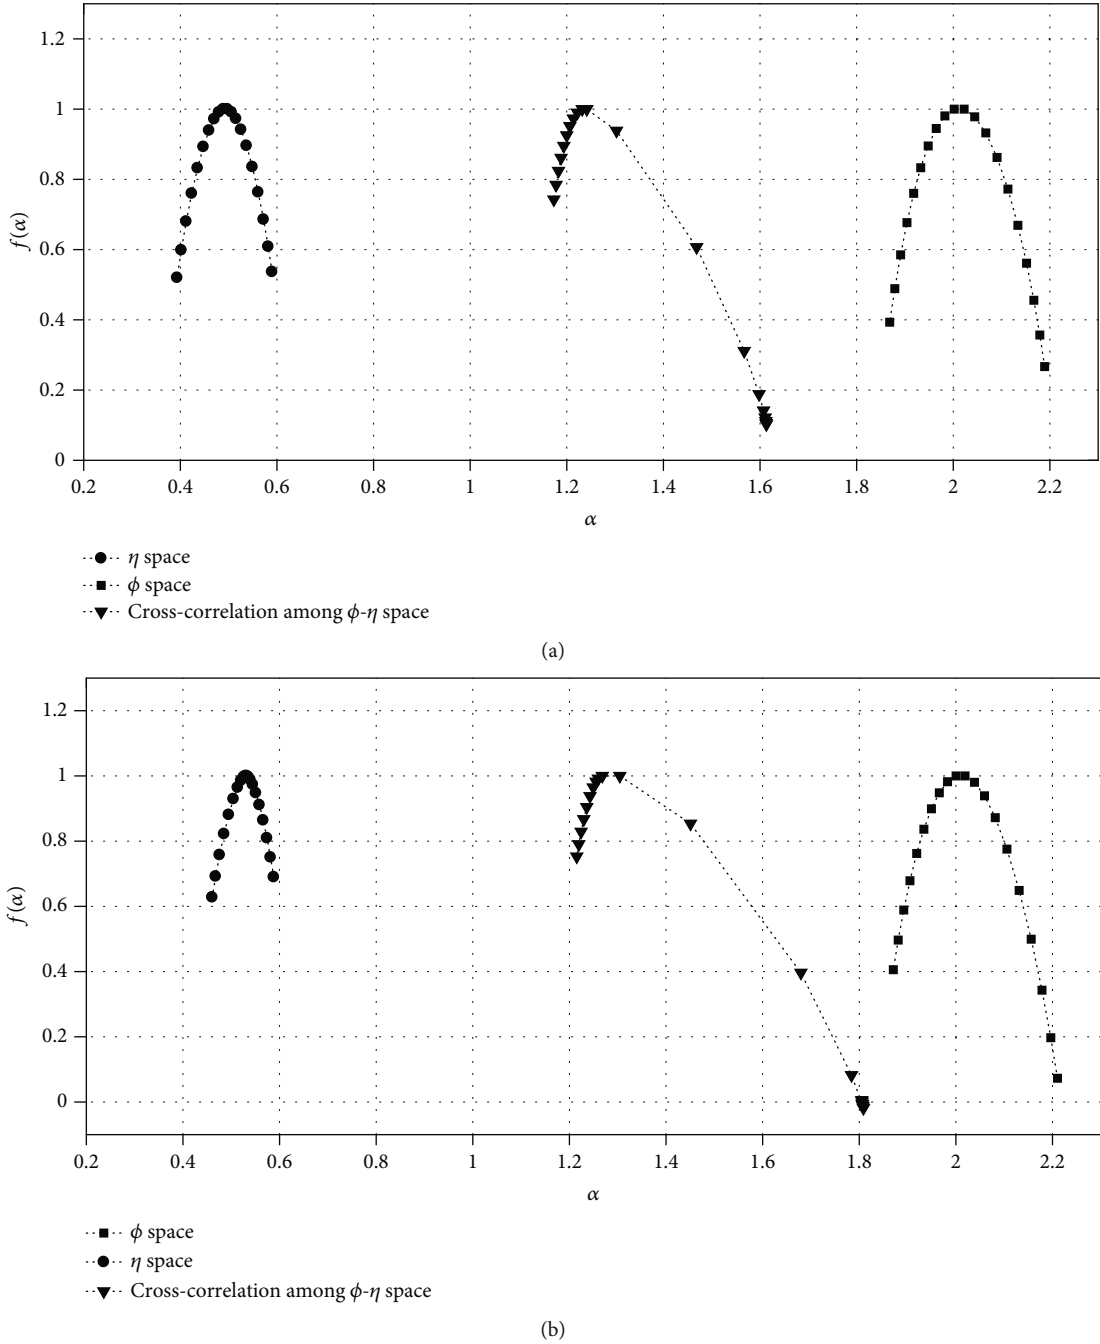 1.2
1
0.8
0.6
0.4
0.2
0
f(α)
0.2 0.4 0.6 0.8 1 1.2 1.4 1.6 1.8 2 2.2
α
η space
ϕ space
Cross-correlation among ϕ-η space
(a)
1.2
1
0.8
0.6
0.4
0.2
0
f(α)
0.2 0.4 0.6 0.8 1 1.2 1.4 1.6 1.8 2 2.2
α
ϕ space
η space
Cross-correlation among ϕ-η space
(b)